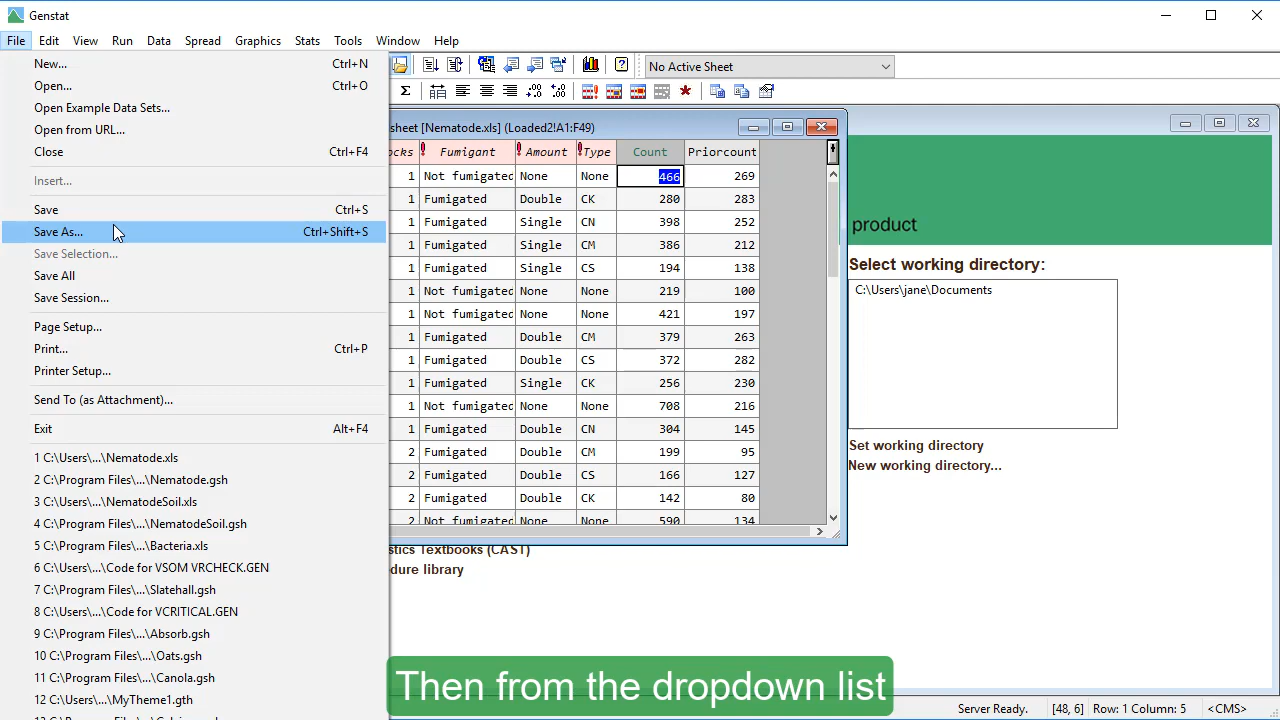 Genstat
File Edit View Run Data Spread Graphics Stats Tools Window Help
New... Ctrl+N
Open... Ctrl+O
Open Example Data Sets...
Open from URL...
Close Ctrl+F4
Insert...
Save Ctrl+S
Save As... Ctrl+Shift+S
Save Selection...
Save All
Save Session...
Page Setup...
Print... Ctrl+P
Printer Setup...
Send To (as Attachment)...
Exit Alt+F4
1 C:\Users\...\Nematode.xls
2 C:\Program Files\...\Nematode.gsh
3 C:\Users\...\NematodeSoil.xls
4 C:\Program Files\...\NematodeSoil.gsh
5 C:\Program Files\...\Bacteria.xls
6 C:\Users\...\Code for VSOM VRCHECK.GEN
7 C:\Program Files\...\Slatehall.gsh
8 C:\Users\...\Code for VCRITICAL.GEN
9 C:\Program Files\...\Absorb.gsh
10 C:\Program Files\...\Oats.gsh
11 C:\Program Files\...\Canola.gsh
12 C:\Users\...\MyTheme1.gth
No Active Sheet
sheet [Nematode.xls] (Loaded2!A1:F49)
cks ! Fumigant ! Amount ! Type Count Priorcount
1 Not fumigated None None 466 269
1 Fumigated Double CK 280 283
1 Fumigated Single CN 398 252
1 Fumigated Single CM 386 212
1 Fumigated Single CS 194 138
1 Not fumigated None None 219 100
1 Not fumigated None None 421 197
1 Fumigated Double CM 379 263
1 Fumigated Double CS 372 282
1 Fumigated Single CK 256 230
1 Not fumigated None None 708 216
1 Fumigated Double CN 304 145
2 Fumigated Double CM 199 95
2 Fumigated Double CS 166 127
2 Fumigated Double CK 142 80
2 Not fumigated None None 590 134
istics Textbooks (CAST)
dure library
product
Select working directory:
C:\Users\jane\Documents
Set working directory
New working directory...
Then from the dropdown list
Server Ready. [48, 6] Row: 1 Column: 5 <CMS>